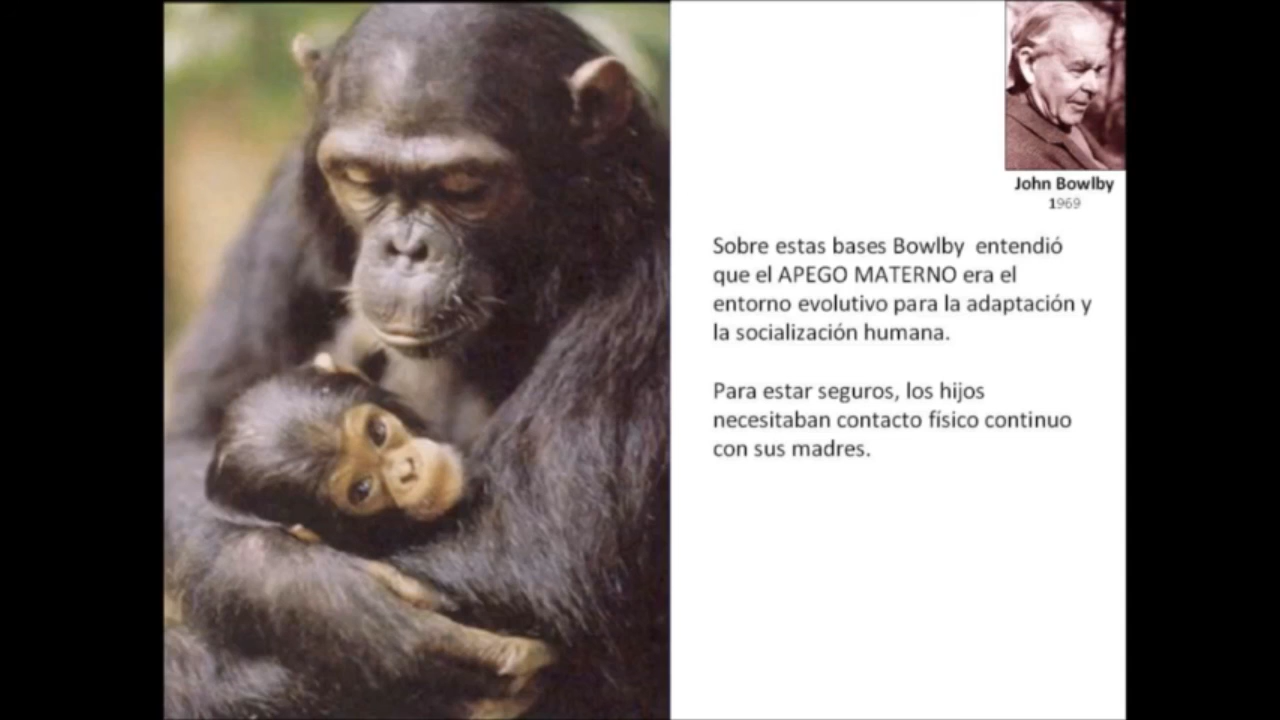 John Bowlby
1969
Sobre estas bases Bowlby entendió
que el APEGO MATERNO era el
entorno evolutivo para la adaptación y
la socialización humana.
Para estar seguros, los hijos
necesitaban contacto físico continuo
con sus madres.